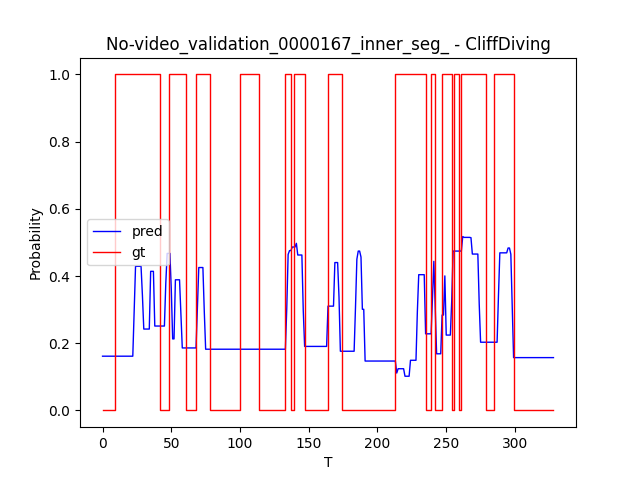 No-video_validation_0000167_inner_seg_ - CliffDiving
1.0
0.8
0.6
0.4
0.2
0.0
Probability
pred
gt
0 50 100 150 200 250 300
T